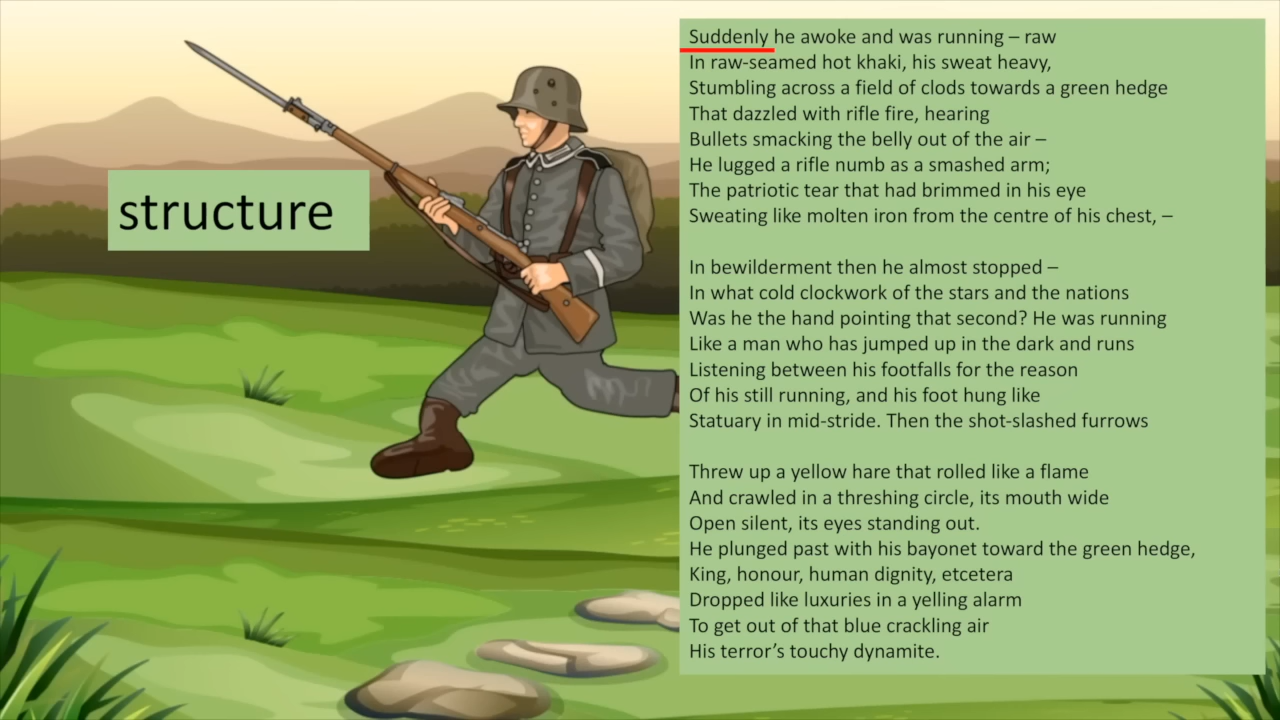 structure
Suddenly he awoke and was running – raw
In raw-seamed hot khaki, his sweat heavy,
Stumbling across a field of clods towards a green hedge
That dazzled with rifle fire, hearing
Bullets smacking the belly out of the air –
He lugged a rifle numb as a smashed arm;
The patriotic tear that had brimmed in his eye
Sweating like molten iron from the centre of his chest, –
In bewilderment then he almost stopped –
In what cold clockwork of the stars and the nations
Was he the hand pointing that second? He was running
Like a man who has jumped up in the dark and runs
Listening between his footfalls for the reason
Of his still running, and his foot hung like
Statuary in mid-stride. Then the shot-slashed furrows
Threw up a yellow hare that rolled like a flame
And crawled in a threshing circle, its mouth wide
Open silent, its eyes standing out.
He plunged past with his bayonet toward the green hedge,
King, honour, human dignity, etcetera
Dropped like luxuries in a yelling alarm
To get out of that blue crackling air
His terror’s touchy dynamite.